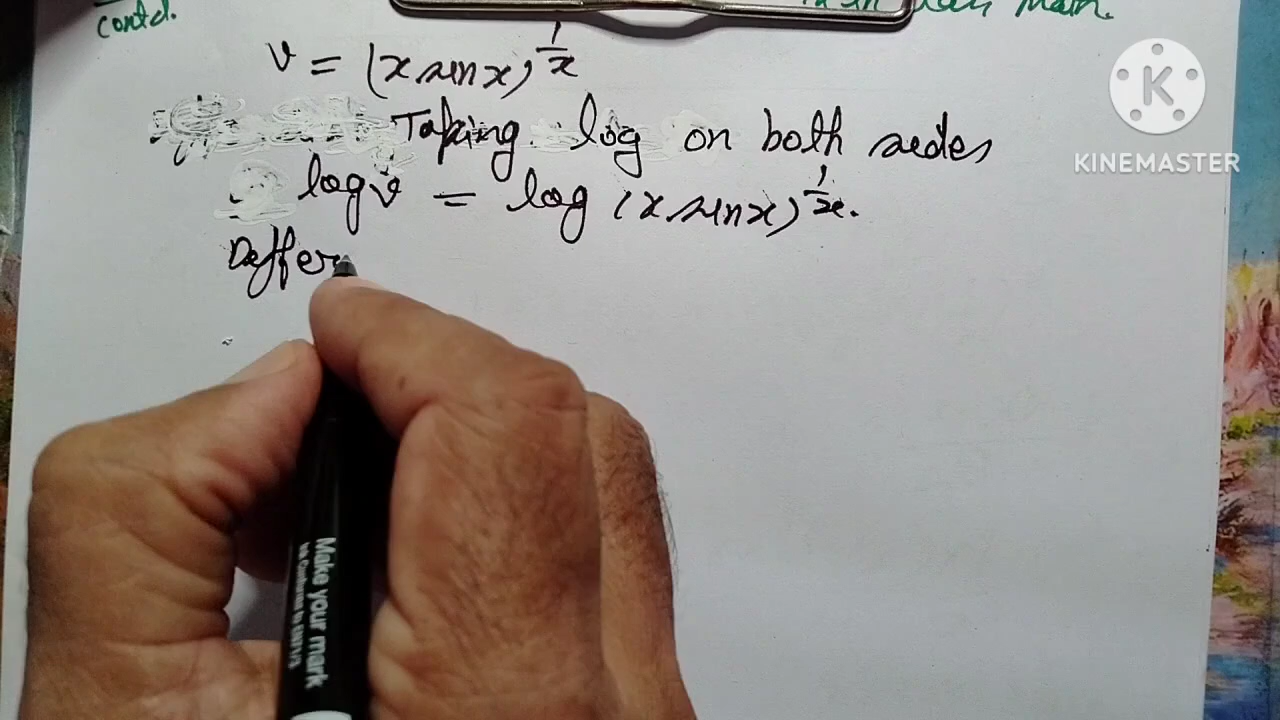 contd.
v = (x sin x)^1/x
Taking log on both sides
log v = log (x sin x)^1/x.
Differ
K
KINEMASTER
Make your mark